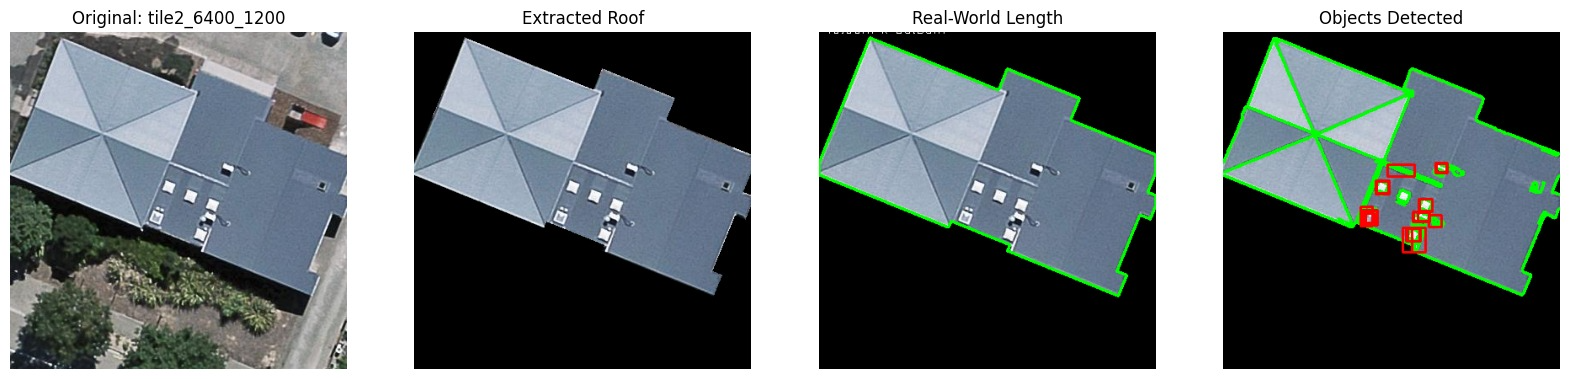 Original: tile2_6400_1200
Extracted Roof
Real-World Length
Objects Detected